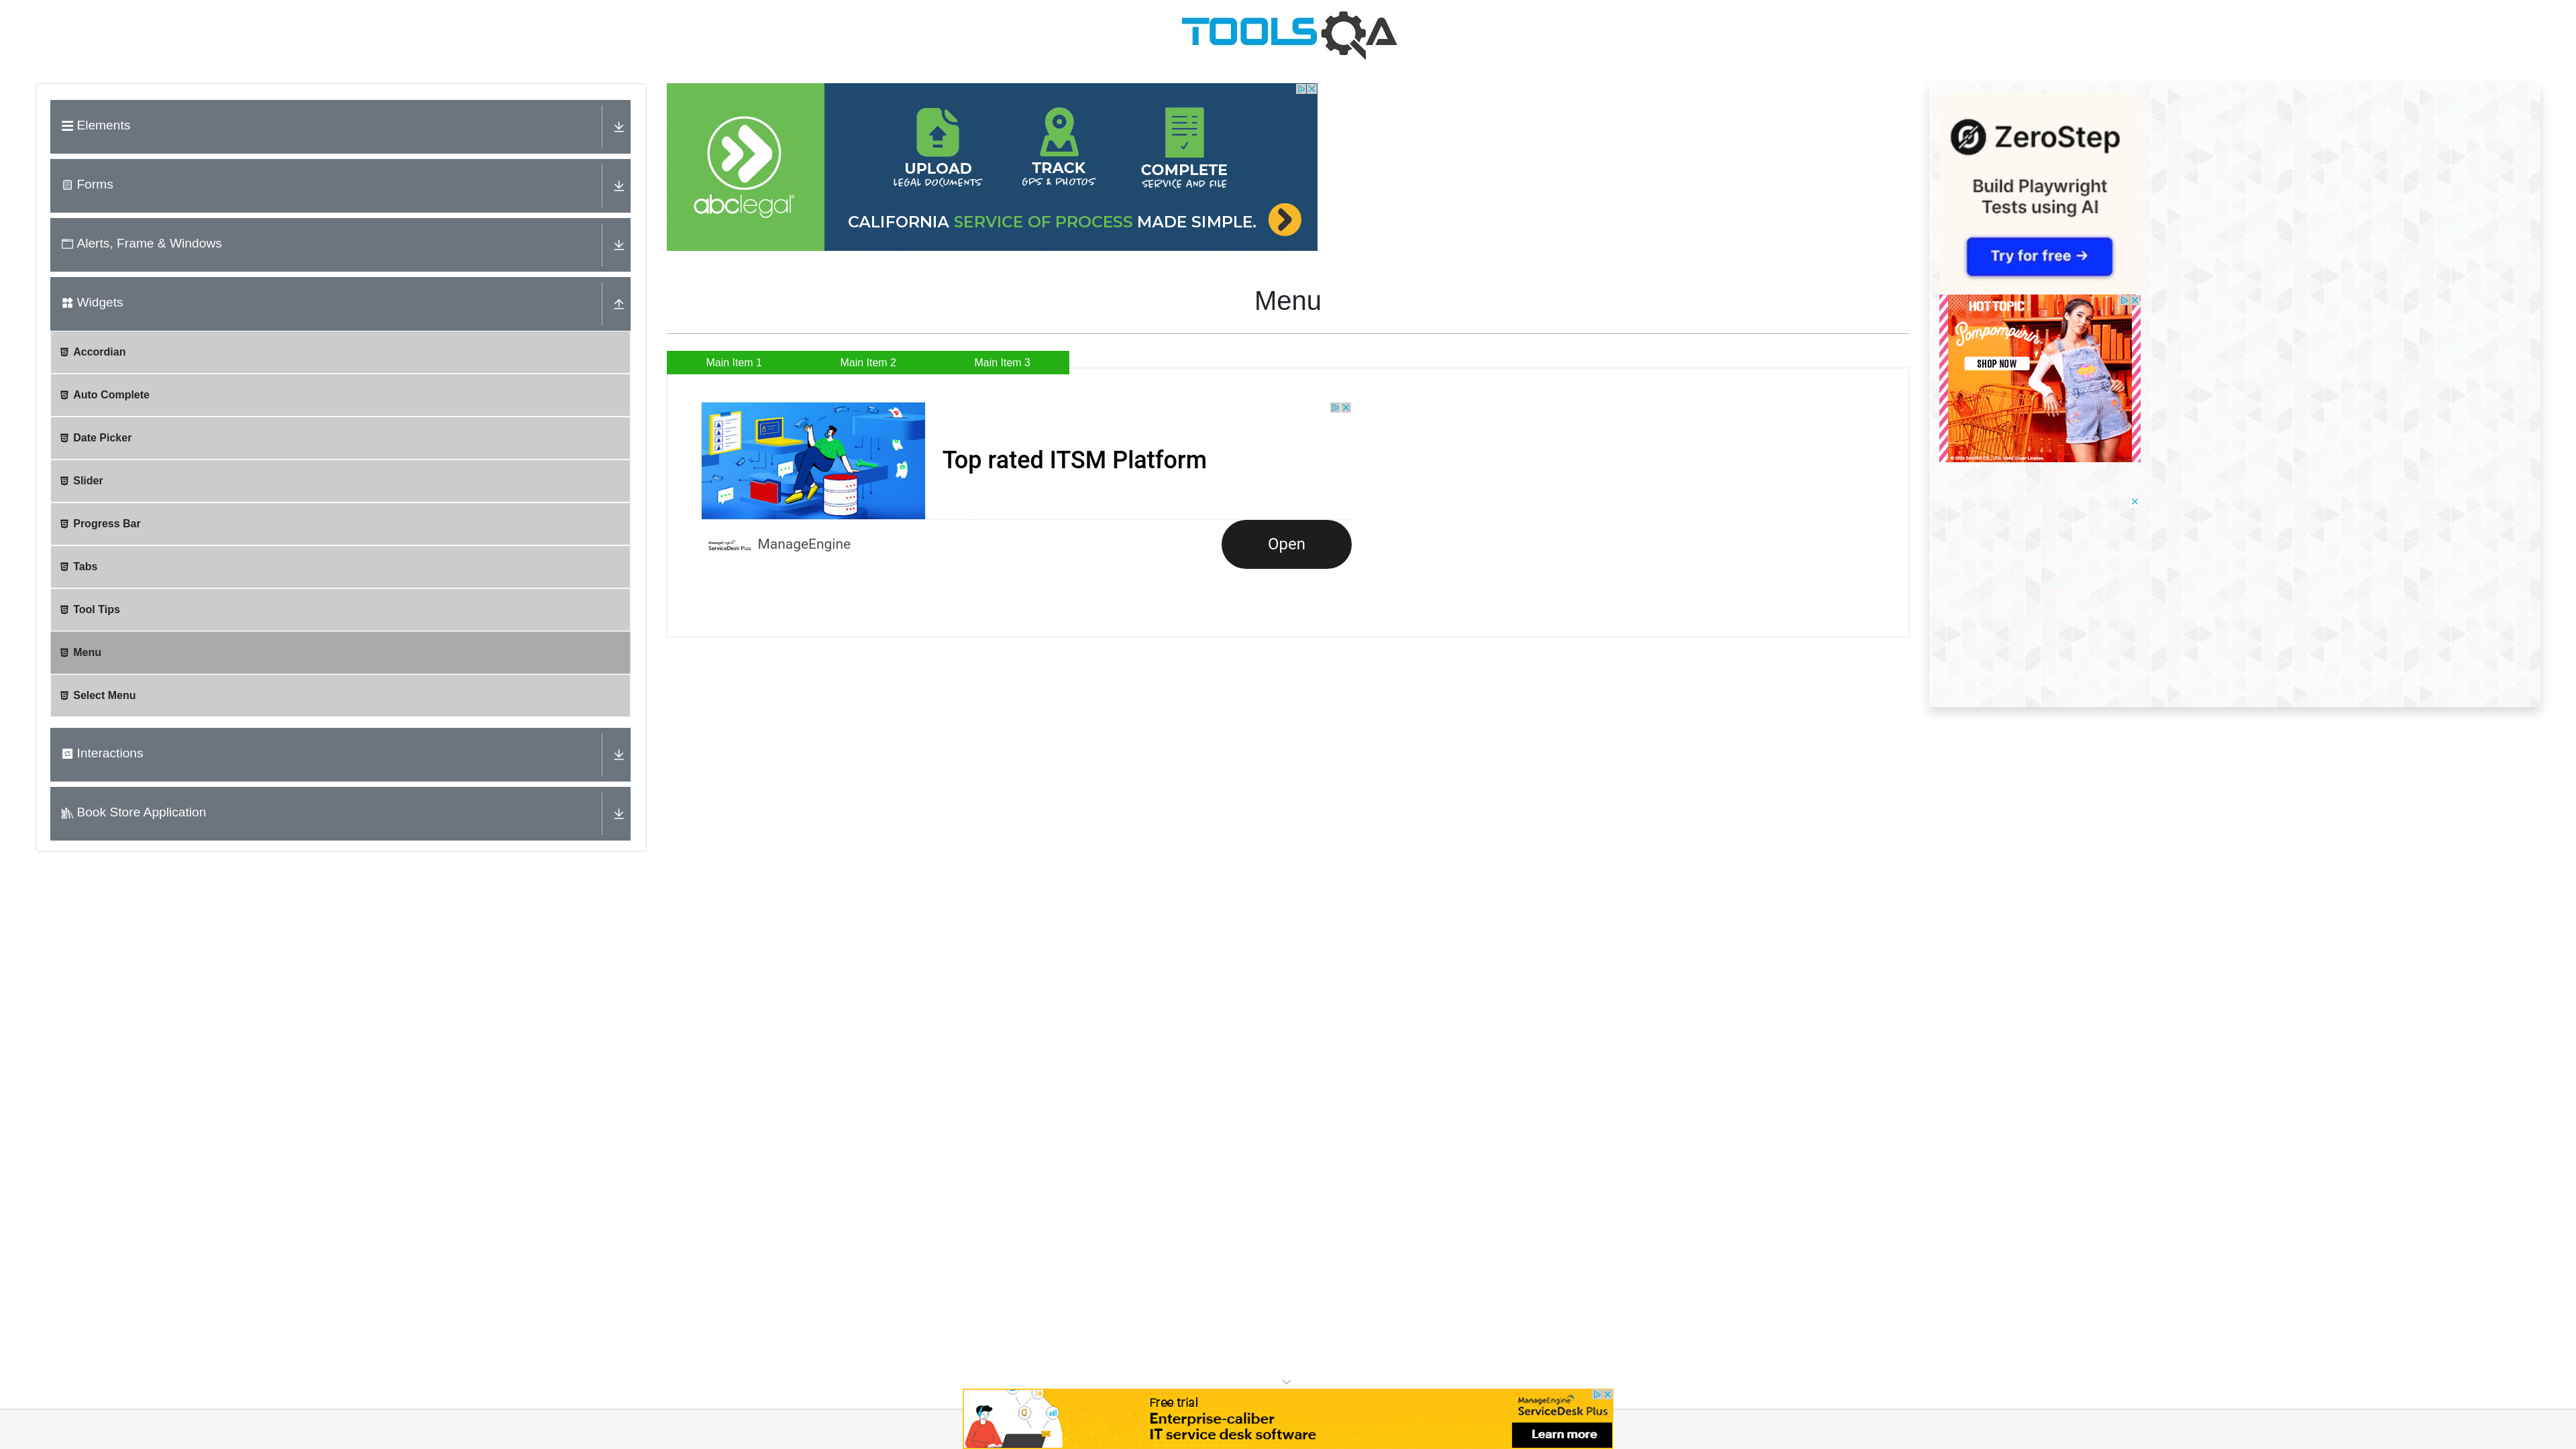 TOOLSQA
Elements
Forms
Alerts, Frame & Windows
Widgets
Accordian
Auto Complete
Date Picker
Slider
Progress Bar
Tabs
Tool Tips
Menu
Select Menu
Interactions
Book Store Application
abclegal
UPLOAD
LEGAL DOCUMENTS
TRACK
GPS & PHOTOS
COMPLETE
SERVICE AND FILE
CALIFORNIA SERVICE OF PROCESS MADE SIMPLE.
Menu
Main Item 1
Main Item 2
Main Item 3
Top rated ITSM Platform
ManageEngine
ServiceDesk Plus
ManageEngine
Open
ZeroStep
Build Playwright
Tests using AI
Try for free →
HOT TOPIC
Pompompurin
SHOP NOW
Free trial
Enterprise-caliber
IT service desk software
ManageEngine
ServiceDesk Plus
Learn more